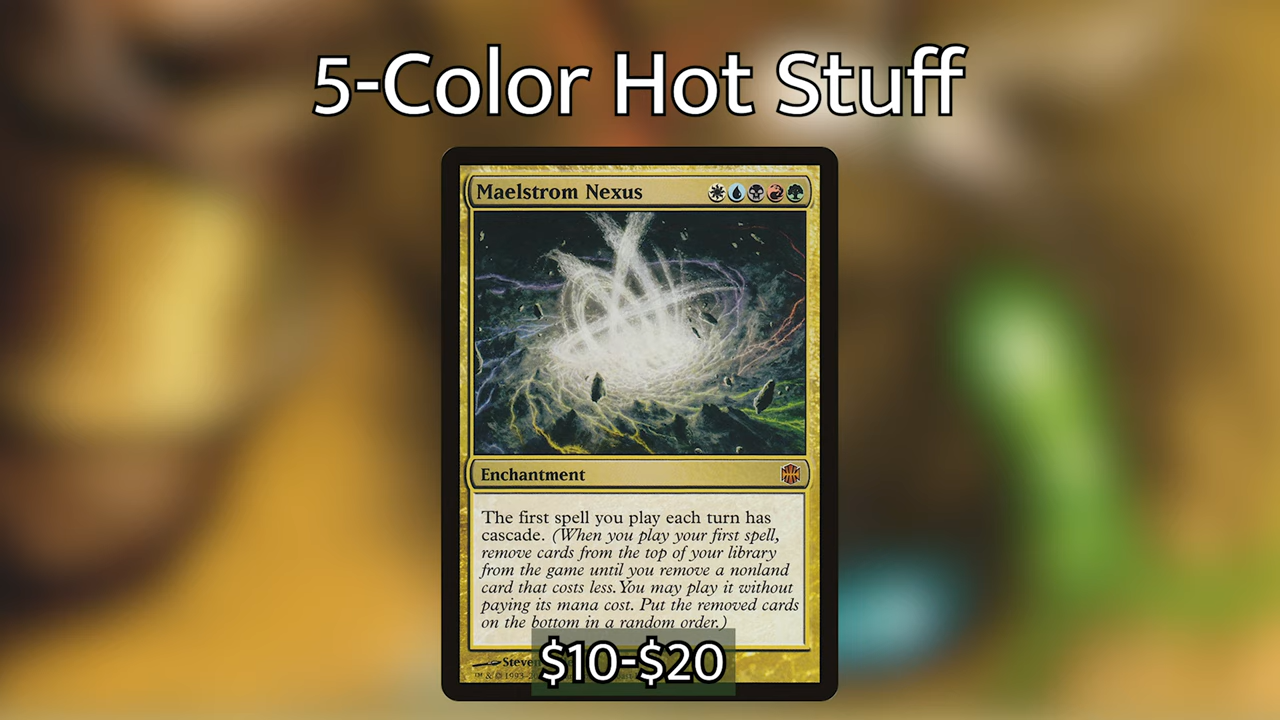 5-Color Hot Stuff
Maelstrom Nexus
Enchantment
The first spell you play each turn has
cascade. (When you play your first spell,
remove cards from the top of your library
from the game until you remove a nonland
card that costs less. You may play it without
paying its mana cost. Put the removed cards
on the bottom in a random order.)
$10-$20